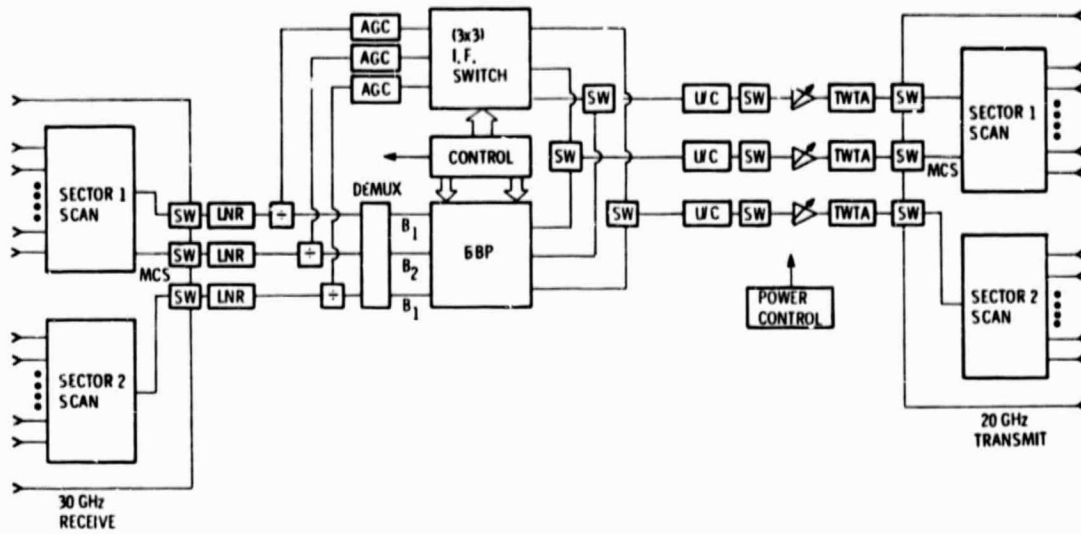 AGC
AGC
AGC
(3x3)
I.F.
SWITCH
SW
U/C
SW
TWTA
SW
SECTOR 1
SCAN
CONTROL
SW
U/C
SW
TWTA
SW
MCS
DEMUX
SECTOR 1
SCAN
SW
LNR
÷
B1
BBP
SW
U/C
SW
TWTA
SW
MCS
SW
LNR
÷
B2
SW
LNR
÷
B1
POWER
CONTROL
SECTOR 2
SCAN
SECTOR 2
SCAN
20 GHz
TRANSMIT
30 GHz
RECEIVE